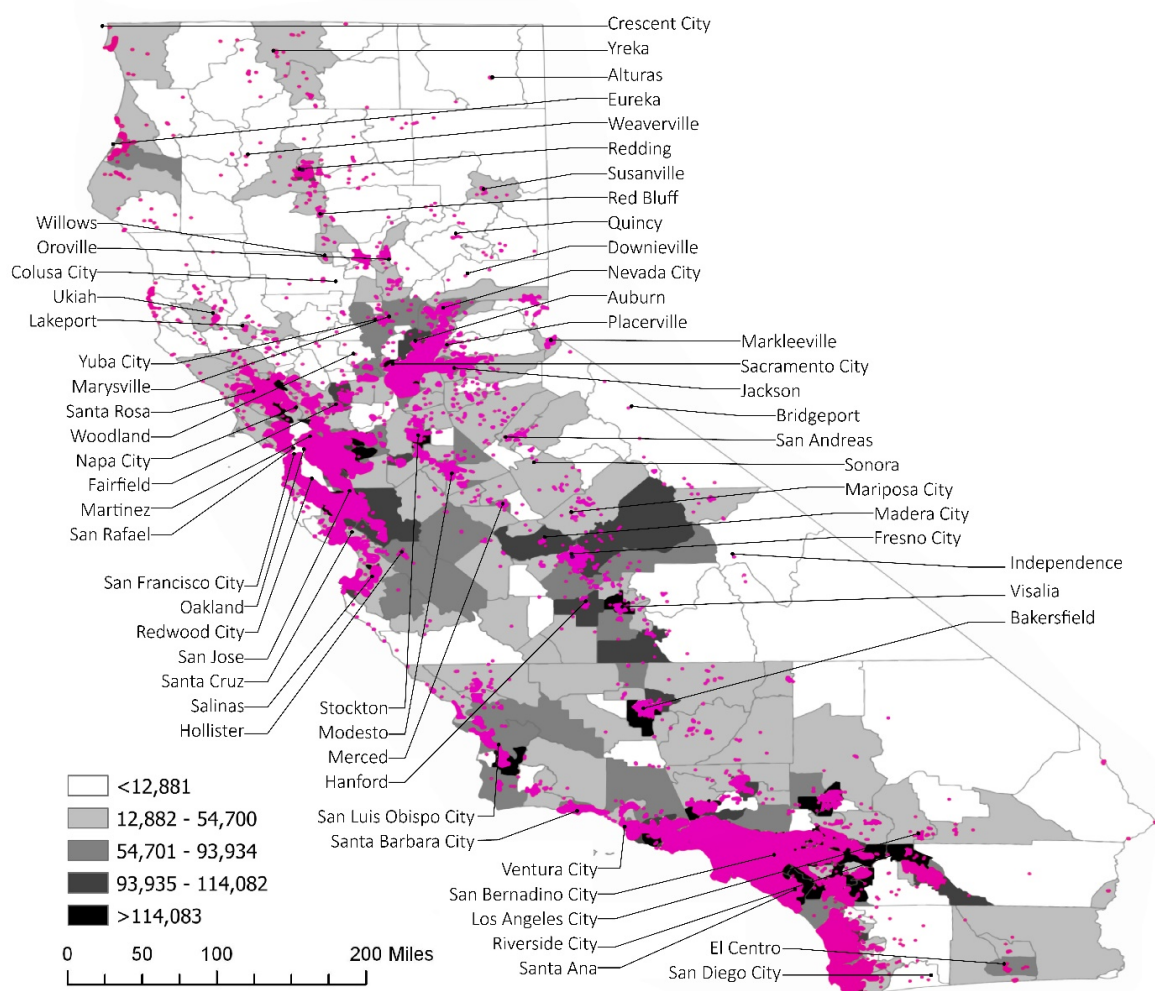 Crescent City
Yreka
Alturas
Eureka
Weaverville
Redding
Susanville
Red Bluff
Quincy
Downieville
Nevada City
Auburn
Placerville
Willows
Oroville
Colusa City
Ukiah
Lakeport
Yuba City
Marysville
Santa Rosa
Woodland
Napa City
Fairfield
Martinez
San Rafael
Markleeville
Sacramento City
Jackson
Bridgeport
San Andreas
Sonora
Mariposa City
Madera City
Fresno City
Independence
Visalia
Bakersfield
San Francisco City
Oakland
Redwood City
San Jose
Santa Cruz
Salinas
Hollister
Stockton
Modesto
Merced
Hanford
San Luis Obispo City
Santa Barbara City
Ventura City
San Bernadino City
Los Angeles City
Riverside City
Santa Ana
El Centro
San Diego City
<12,881
12,882 - 54,700
54,701 - 93,934
93,935 - 114,082
>114,083
0 50 100 200 Miles